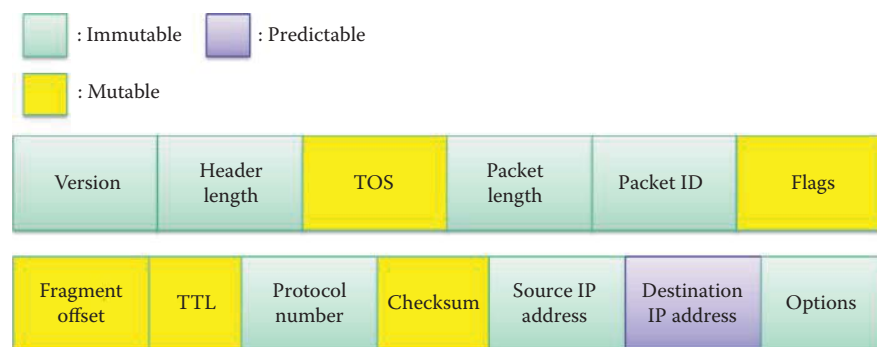 : Immutable : Predictable
: Mutable
Version Header length TOS Packet length Packet ID Flags
Fragment offset TTL Protocol number Checksum Source IP address Destination IP address Options